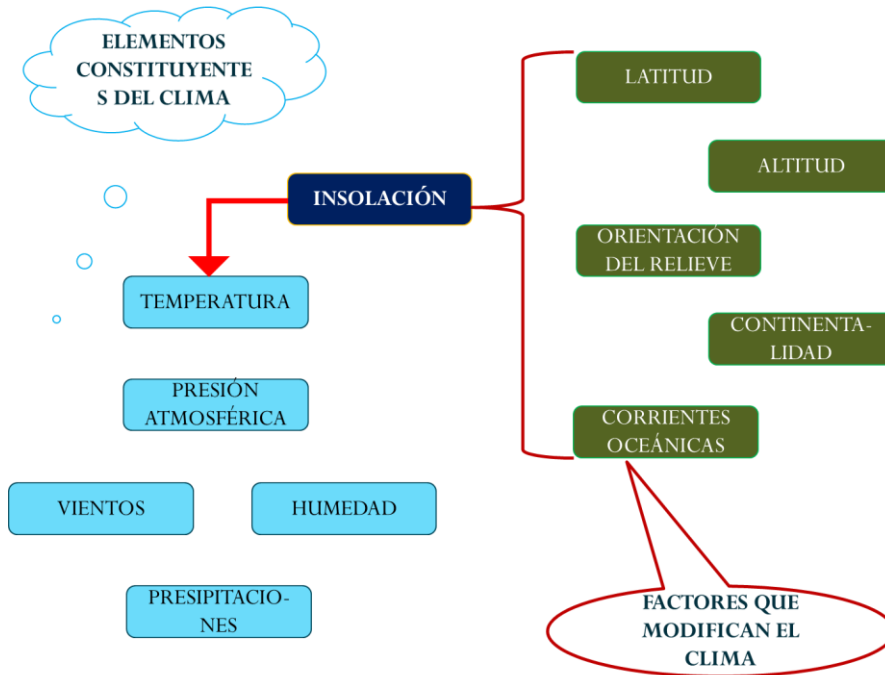 ELEMENTOS
CONSTITUYENTE
S DEL CLIMA
INSOLACIÓN
TEMPERATURA
PRESIÓN
ATMOSFÉRICA
VIENTOS
HUMEDAD
PRESIPITACIO-
NES
LATITUD
ALTITUD
ORIENTACIÓN
DEL RELIEVE
CONTINENTA-
LIDAD
CORRIENTES
OCEÁNICAS
FACTORES QUE
MODIFICAN EL
CLIMA